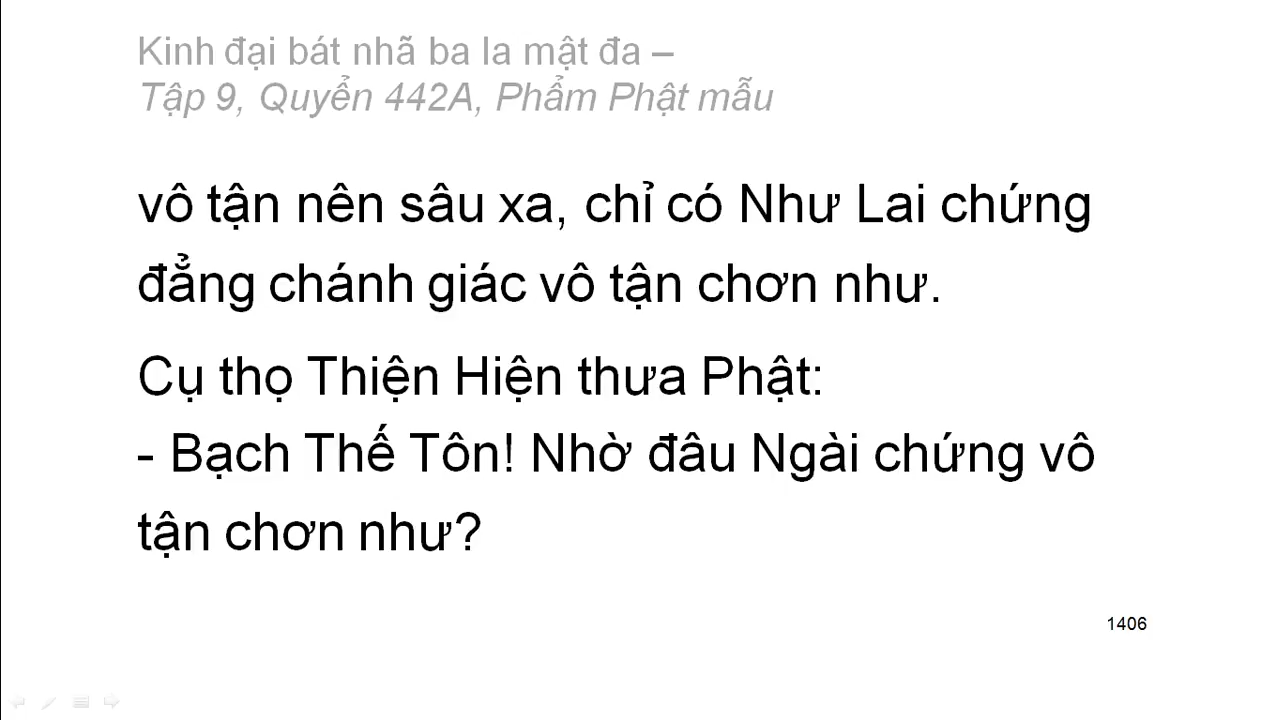 Kinh đại bát nhã ba la mật đa –
Tập 9, Quyển 442A, Phẩm Phật mẫu
vô tận nên sâu xa, chỉ có Như Lai chứng
đẳng chánh giác vô tận chơn như.
Cụ thọ Thiện Hiện thưa Phật:
- Bạch Thế Tôn! Nhờ đâu Ngài chứng vô
tận chơn như?
1406